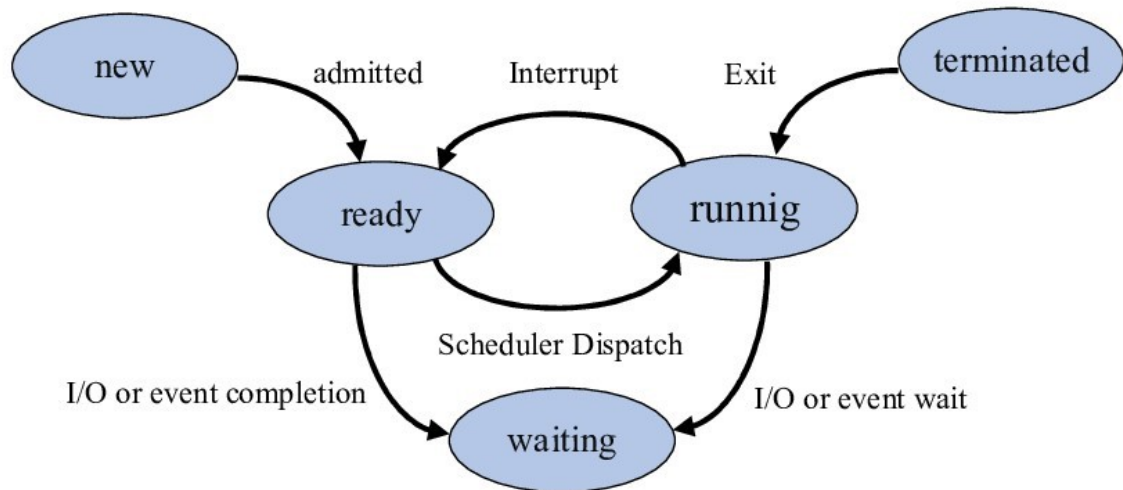 new
admitted
Interrupt
Exit
terminated
ready
runnig
Scheduler Dispatch
I/O or event completion
I/O or event wait
waiting